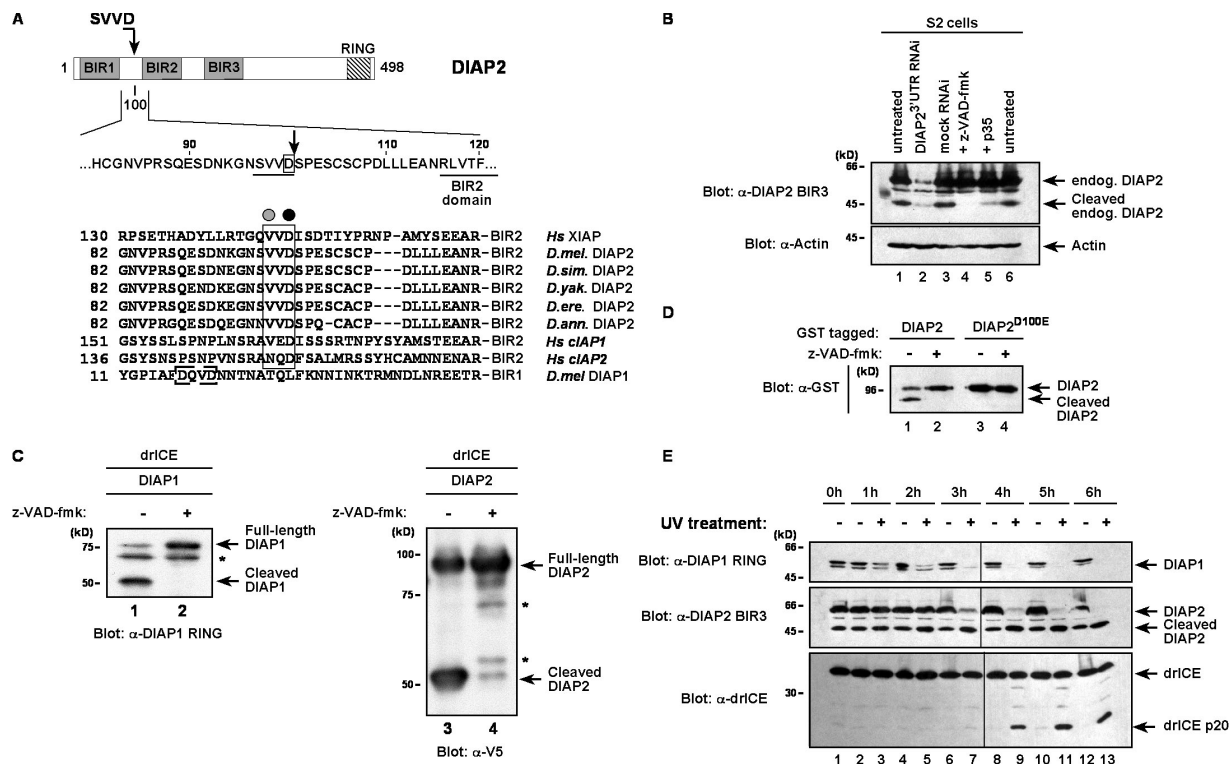 A
SVVD
1 BIR1 BIR2 BIR3 RING 498 DIAP2
100
90 110 120
...HCGNVPRSQESDNKGNSVVDSPESCSCPDLLLEANRLVTF...
BIR2
domain
130 RPSETHADYLLRTGQVVDISDTIYPRNP-AMYSEEAR-BIR2 Hs XIAP
82 GNVPRSQESDNKGNSVVDSPESCSCP---DLLLEANR-BIR2 D.mel. DIAP2
82 GNVPRSQESDNKGNSVVDSPESCSCP---DLLLEANR-BIR2 D.sim. DIAP2
82 GNVPRSQESDNKGNSVVDSPESCSCP---DLLLEANR-BIR2 D.yak. DIAP2
82 GNVPRSQESDNEGNSVVDSPESCACP---DLLLEANR-BIR2 D.ere. DIAP2
82 GNVPRGQESDQEGNNVVDSPQ-CACP---DLLLEANR-BIR2 D.ann. DIAP2
151 GYSSLSPNPLNSRAVEDISSSRTNPYSYAMSTEEAR-BIR2 Hs cIAP1
136 SYSNSPSNPVNSRANQDFSALMRSSYHCAMNNENAR-BIR2 Hs cIAP2
11 YGPIAFDQVDNNTNATQLFKNNINKTRMNDLNREETR-BIR1 D.mel DIAP1
B
S2 cells
untreated
DIAP2 3'UTR RNAi
mock RNAi
+ z-VAD-fmk
+ p35
untreated
(kD)
66
45
Blot: α-DIAP2 BIR3
endog. DIAP2
Cleaved
endog. DIAP2
45
Blot: α-Actin
Actin
1 2 3 4 5 6
D
GST tagged: DIAP2 DIAP2D100E
z-VAD-fmk: - + - +
(kD)
Blot: α-GST
96
DIAP2
Cleaved
DIAP2
1 2 3 4
C
drICE
DIAP1
z-VAD-fmk: - +
(kD)
75
50
Full-length
DIAP1
*
Cleaved
DIAP1
1 2
Blot: α-DIAP1 RING
drICE
DIAP2
z-VAD-fmk: - +
(kD)
100
75
50
Full-length
DIAP2
*
*
Cleaved
DIAP2
3 4
Blot: α-V5
E
0h 1h 2h 3h 4h 5h 6h
UV treatment: - - + - + - + - + - + - +
(kD)
66
45
Blot: α-DIAP1 RING
DIAP1
66
45
Blot: α-DIAP2 BIR3
DIAP2
Cleaved
DIAP2
30
Blot: α-drICE
drICE
drICE p20
1 2 3 4 5 6 7 8 9 10 11 12 13